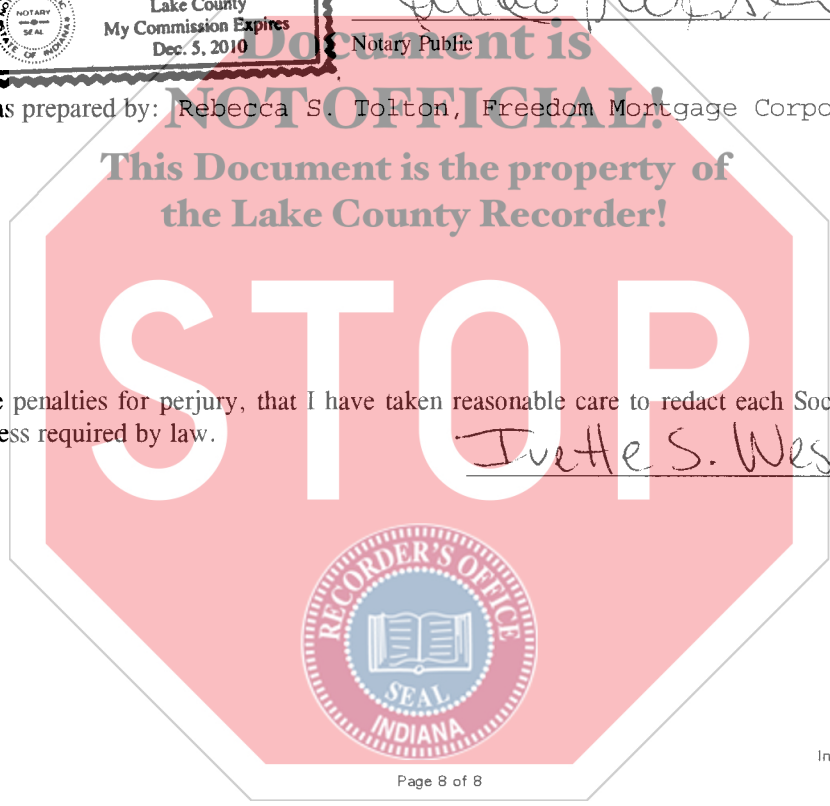 Lake County
NOTARY
My Commission Expires
SEAL
Dec. 5, 2010
OF INDIANA
Notary Public
Document is
as prepared by: Rebecca S. Tolton, Freedom Mortgage Corpo
NOT OFFICIAL!
This Document is the property of
the Lake County Recorder!
STOP
e penalties for perjury, that I have taken reasonable care to redact each Soc
ess required by law.
Ivette S. Wes
RECORDER'S OFFICE
SEAL
INDIANA
In
Page 8 of 8